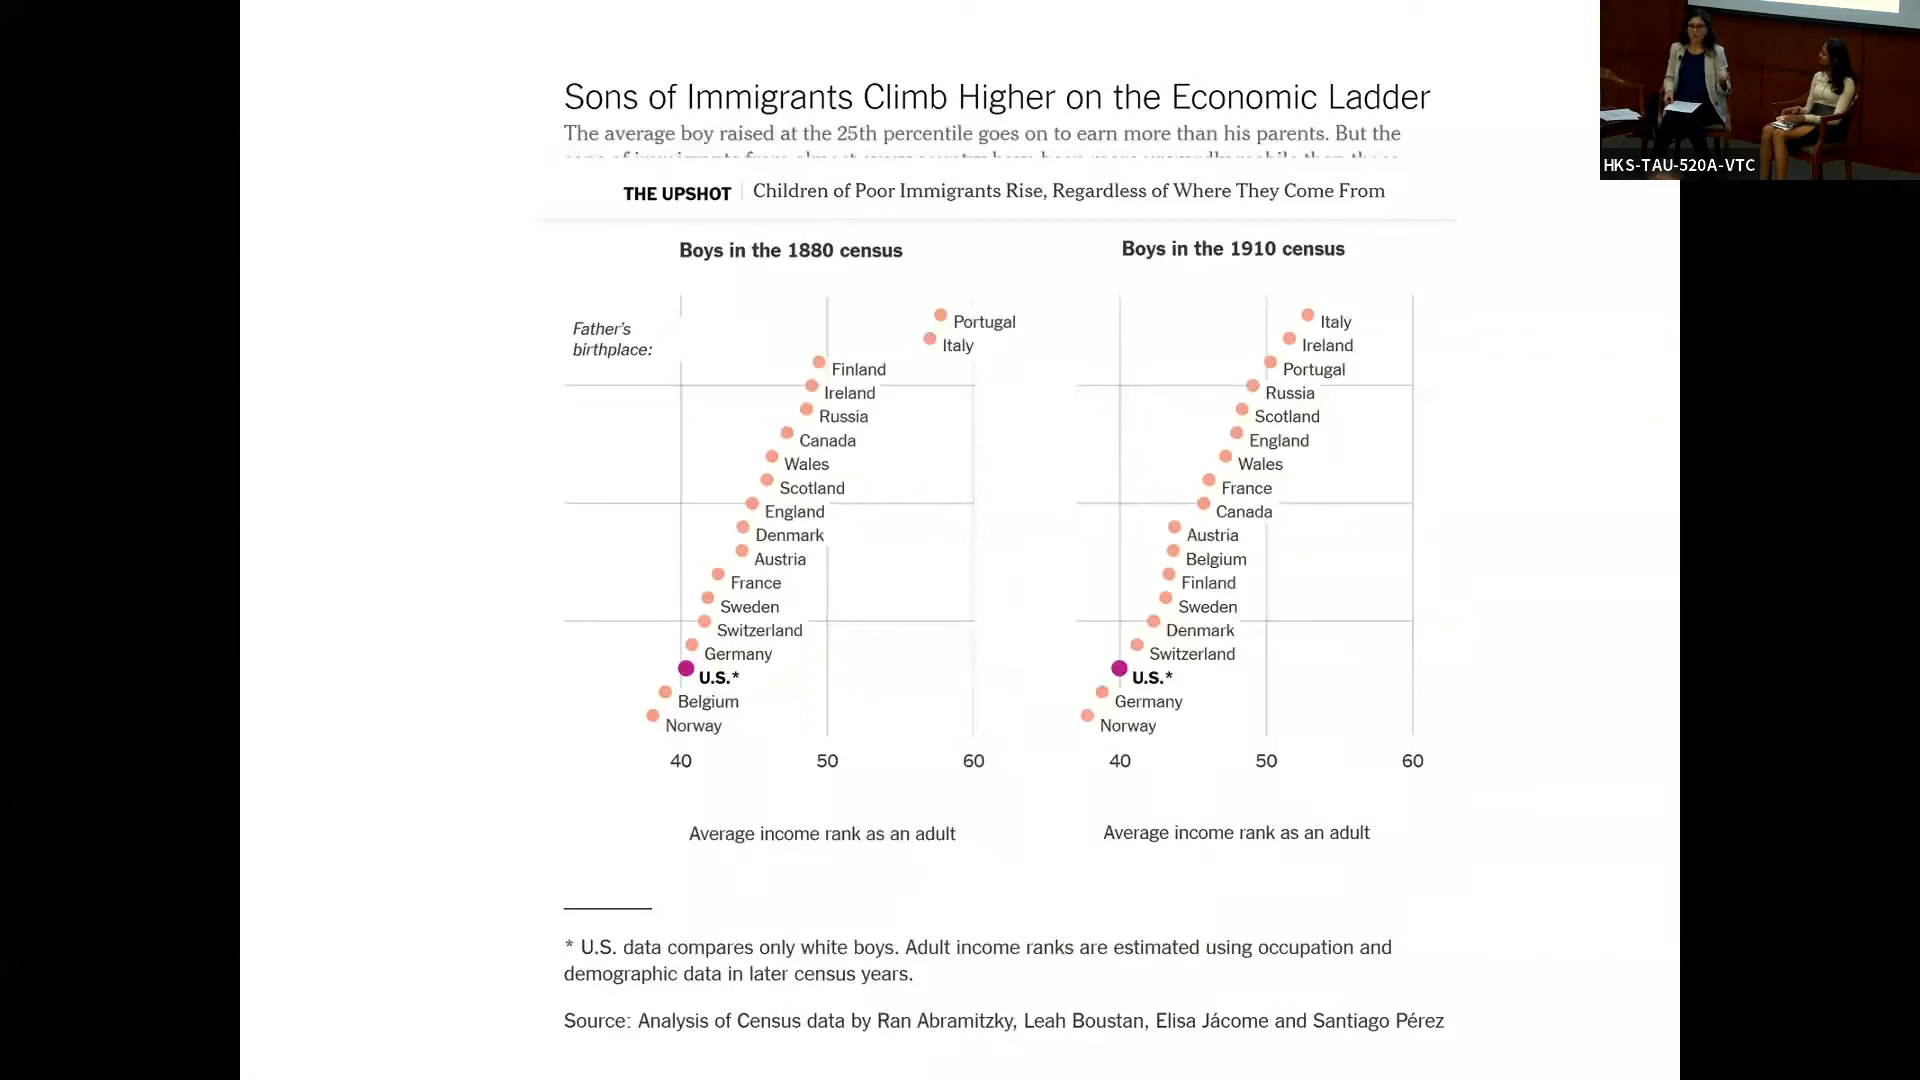 Sons of Immigrants Climb Higher on the Economic Ladder
The average boy raised at the 25th percentile goes on to earn more than his parents. But the
THE UPSHOT
Children of Poor Immigrants Rise, Regardless of Where They Come From
HKS-TAU-520A-VTC
Boys in the 1880 census
Father's
birthplace:
Portugal
Italy
Finland
Ireland
Russia
Canada
Wales
Scotland
England
Denmark
Austria
France
Sweden
Switzerland
Germany
U.S.*
Belgium
Norway
40 50 60
Average income rank as an adult
Boys in the 1910 census
Italy
Ireland
Portugal
Russia
Scotland
England
Wales
France
Canada
Austria
Belgium
Finland
Sweden
Denmark
Switzerland
U.S.*
Germany
Norway
40 50 60
Average income rank as an adult
* U.S. data compares only white boys. Adult income ranks are estimated using occupation and
demographic data in later census years.
Source: Analysis of Census data by Ran Abramitzky, Leah Boustan, Elisa Jácome and Santiago Pérez